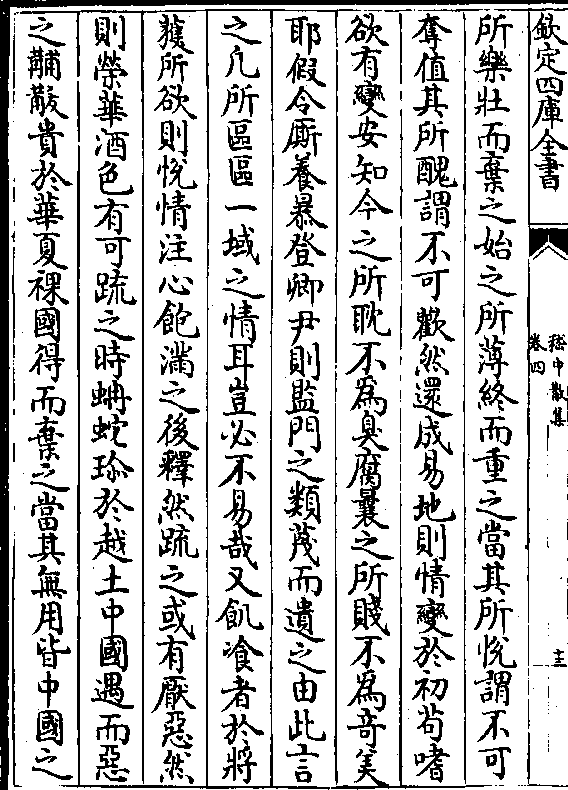 欽定四庫全書
嵇中散集
卷四
十三
所樂壯而棄之始之所薄終而重之當其所悅謂不可
奪值其所醜謂不可歡然還成易地則情變於初苟嗜
欲有變安知今之所耽不為臭腐曩之所賤不為竒美
耶假令厮養暴登卿尹則監門之類蔑而遺之由此言
之凡所區區一域之情耳豈必不易哉又飢飡者於將
獲所欲則悅情注心飽滿之後釋然疏之或有厭惡然
則榮華酒色有可疏之時蚺蛇珍於越土中國遇而惡
之黼黻貴於華夏裸國得而棄之當其無用皆中國之